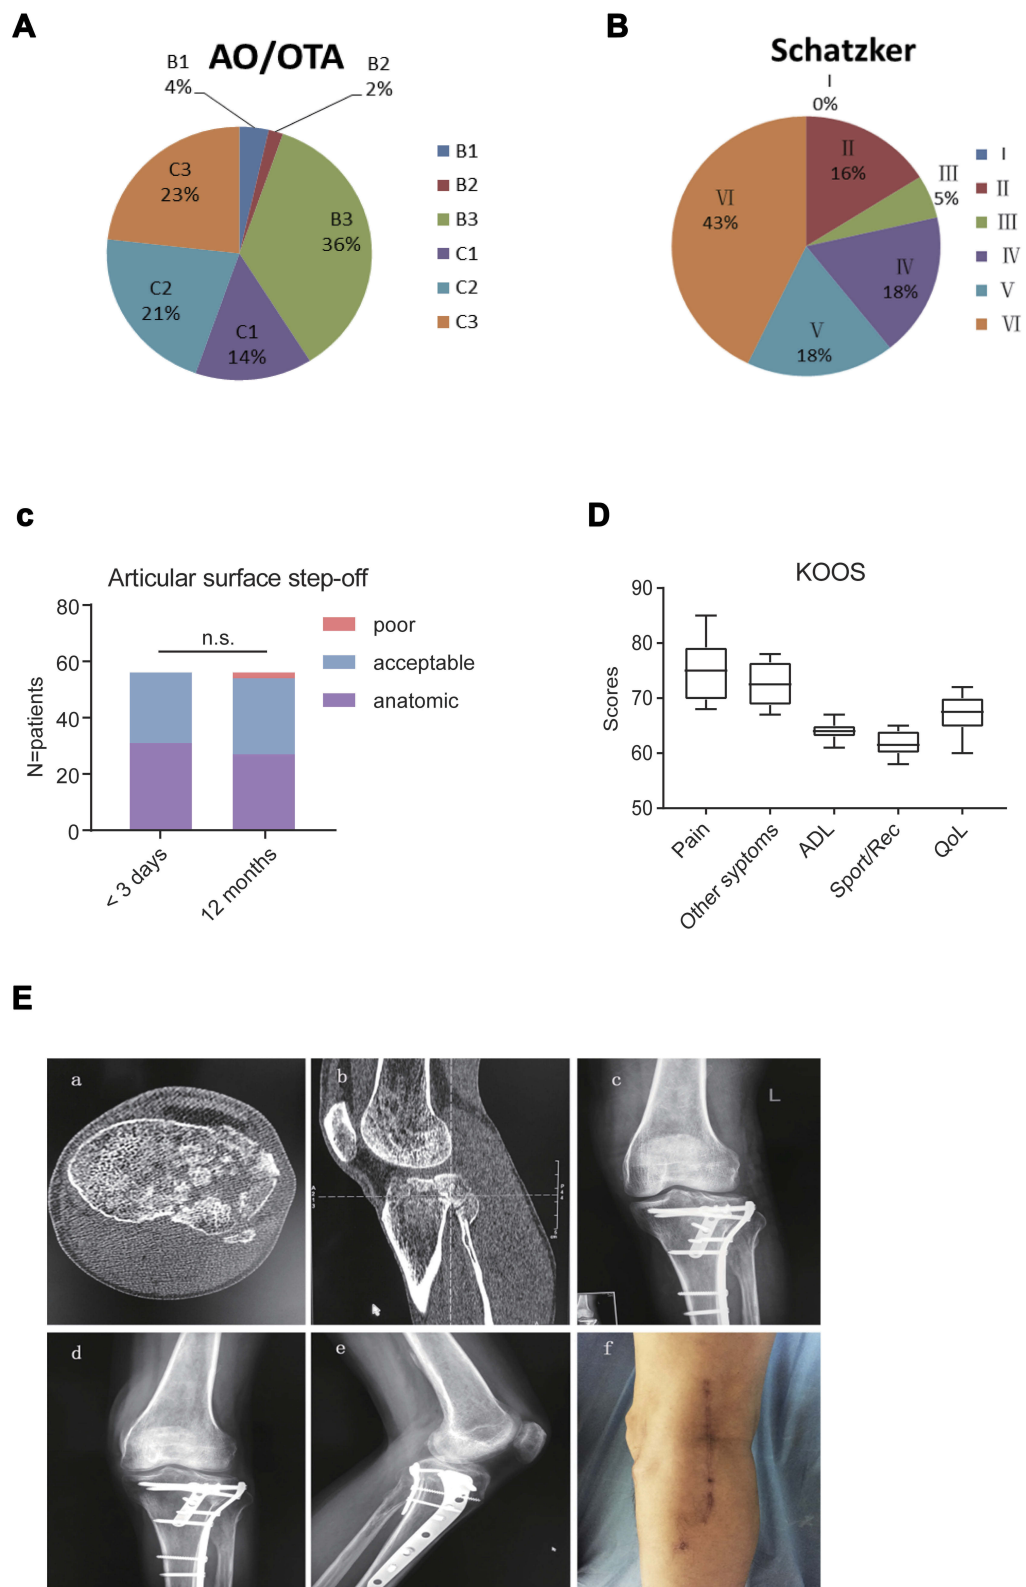 A
AO/OTA
B1
4%
B2
2%
C3
23%
B3
36%
C2
21%
C1
14%
B1
B2
B3
C1
C2
C3
B
Schatzker
I
0%
II
16%
III
5%
VI
43%
IV
18%
V
18%
I
II
III
IV
V
VI
c
Articular surface step-off
80
60
40
20
0
N=patients
n.s.
poor
acceptable
anatomic
< 3 days
12 months
D
KOOS
90
80
70
60
50
Scores
Pain
Other syptoms
ADL
Sport/Rec
QoL
E
a
b
c
L
d
e
f